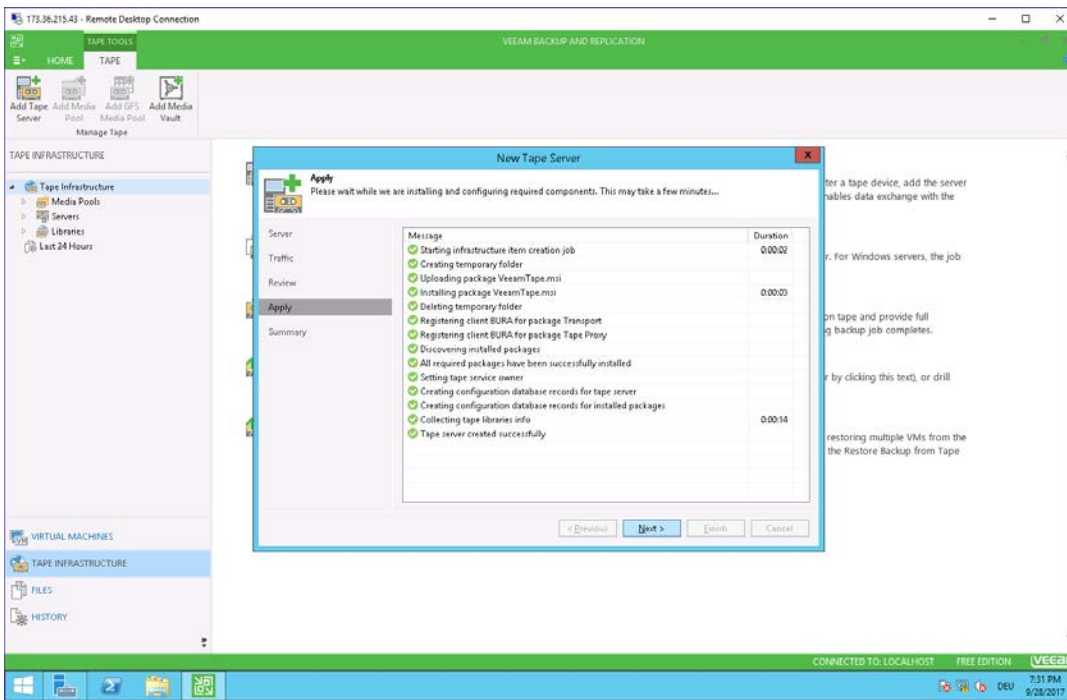 173.36.215.43 - Remote Desktop Connection
TAPE TOOLS
VEEAM BACKUP AND REPLICATION
HOME TAPE
Add Tape Server
Add Media Pool
Add GFS Media Pool
Add Media Vault
Manage Tape
TAPE INFRASTRUCTURE
Tape Infrastructure
Media Pools
Servers
Libraries
Last 24 Hours
New Tape Server
Apply
Please wait while we are installing and configuring required components. This may take a few minutes...
Server
Traffic
Review
Apply
Summary
Message Duration
Starting infrastructure item creation job 0:00:02
Creating temporary folder
Uploading package VeeamTape.msi
Installing package VeeamTape.msi 0:00:03
Deleting temporary folder
Registering client BURA for package Transport
Registering client BURA for package Tape Proxy
Discovering installed packages
All required packages have been successfully installed
Setting tape service owner
Creating configuration database records for tape server
Creating configuration database records for installed packages
Collecting tape libraries info 0:00:14
Tape server created successfully
< Previous Next > Finish Cancel
ter a tape device, add the server
nables data exchange with the
r. For Windows servers, the job
on tape and provide full
g backup job completes.
r by clicking this text), or drill
restoring multiple VMs from the
the Restore Backup from Tape
VIRTUAL MACHINES
TAPE INFRASTRUCTURE
FILES
HISTORY
CONNECTED TO: LOCALHOST FREE EDITION VEEA
DEU
7:31 PM
9/28/2017